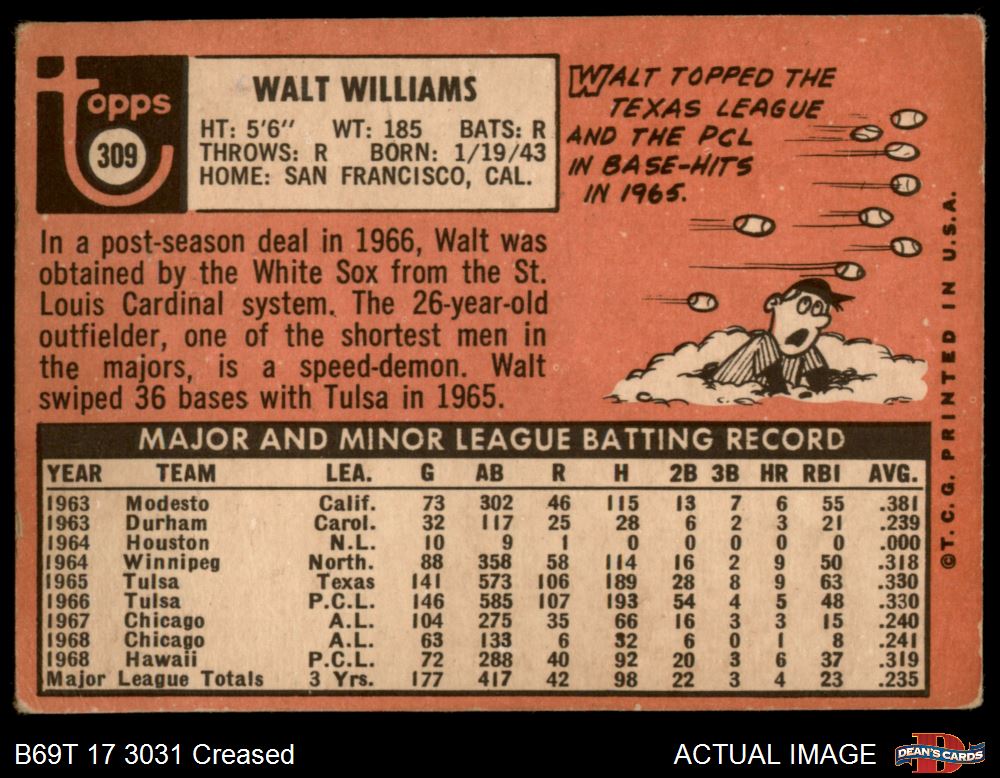 Topps
309
WALT WILLIAMS
HT: 5'6" WT: 185 BATS: R
THROWS: R BORN: 1/19/43
HOME: SAN FRANCISCO, CAL.
WALT TOPPED THE
TEXAS LEAGUE
AND THE PCL
IN BASE-HITS
IN 1965.
In a post-season deal in 1966, Walt was
obtained by the White Sox from the St.
Louis Cardinal system. The 26-year-old
outfielder, one of the shortest men in
the majors, is a speed-demon. Walt
swiped 36 bases with Tulsa in 1965.
MAJOR AND MINOR LEAGUE BATTING RECORD
YEAR TEAM LEA. G AB R H 2B 3B HR RBI AVG.
1963 Modesto Calif. 73 302 46 115 13 7 6 55 .381
1963 Durham Carol. 32 117 25 28 6 2 3 21 .239
1964 Houston N.L. 10 9 1 0 0 0 0 0 .000
1964 Winnipeg North. 88 358 58 114 16 2 9 50 .318
1965 Tulsa Texas 141 573 106 189 28 8 9 63 .330
1966 Tulsa P.C.L. 146 585 107 193 54 4 5 48 .330
1967 Chicago A.L. 104 275 35 66 16 3 3 15 .240
1968 Chicago A.L. 63 133 6 32 6 0 1 8 .241
1968 Hawaii P.C.L. 72 288 40 92 20 3 6 37 .319
Major League Totals 3 Yrs. 177 417 42 98 22 3 4 23 .235
©T. C. G. PRINTED IN U.S.A.
B69T 17 3031 Creased
ACTUAL IMAGE
D
DEAN'S CARDS